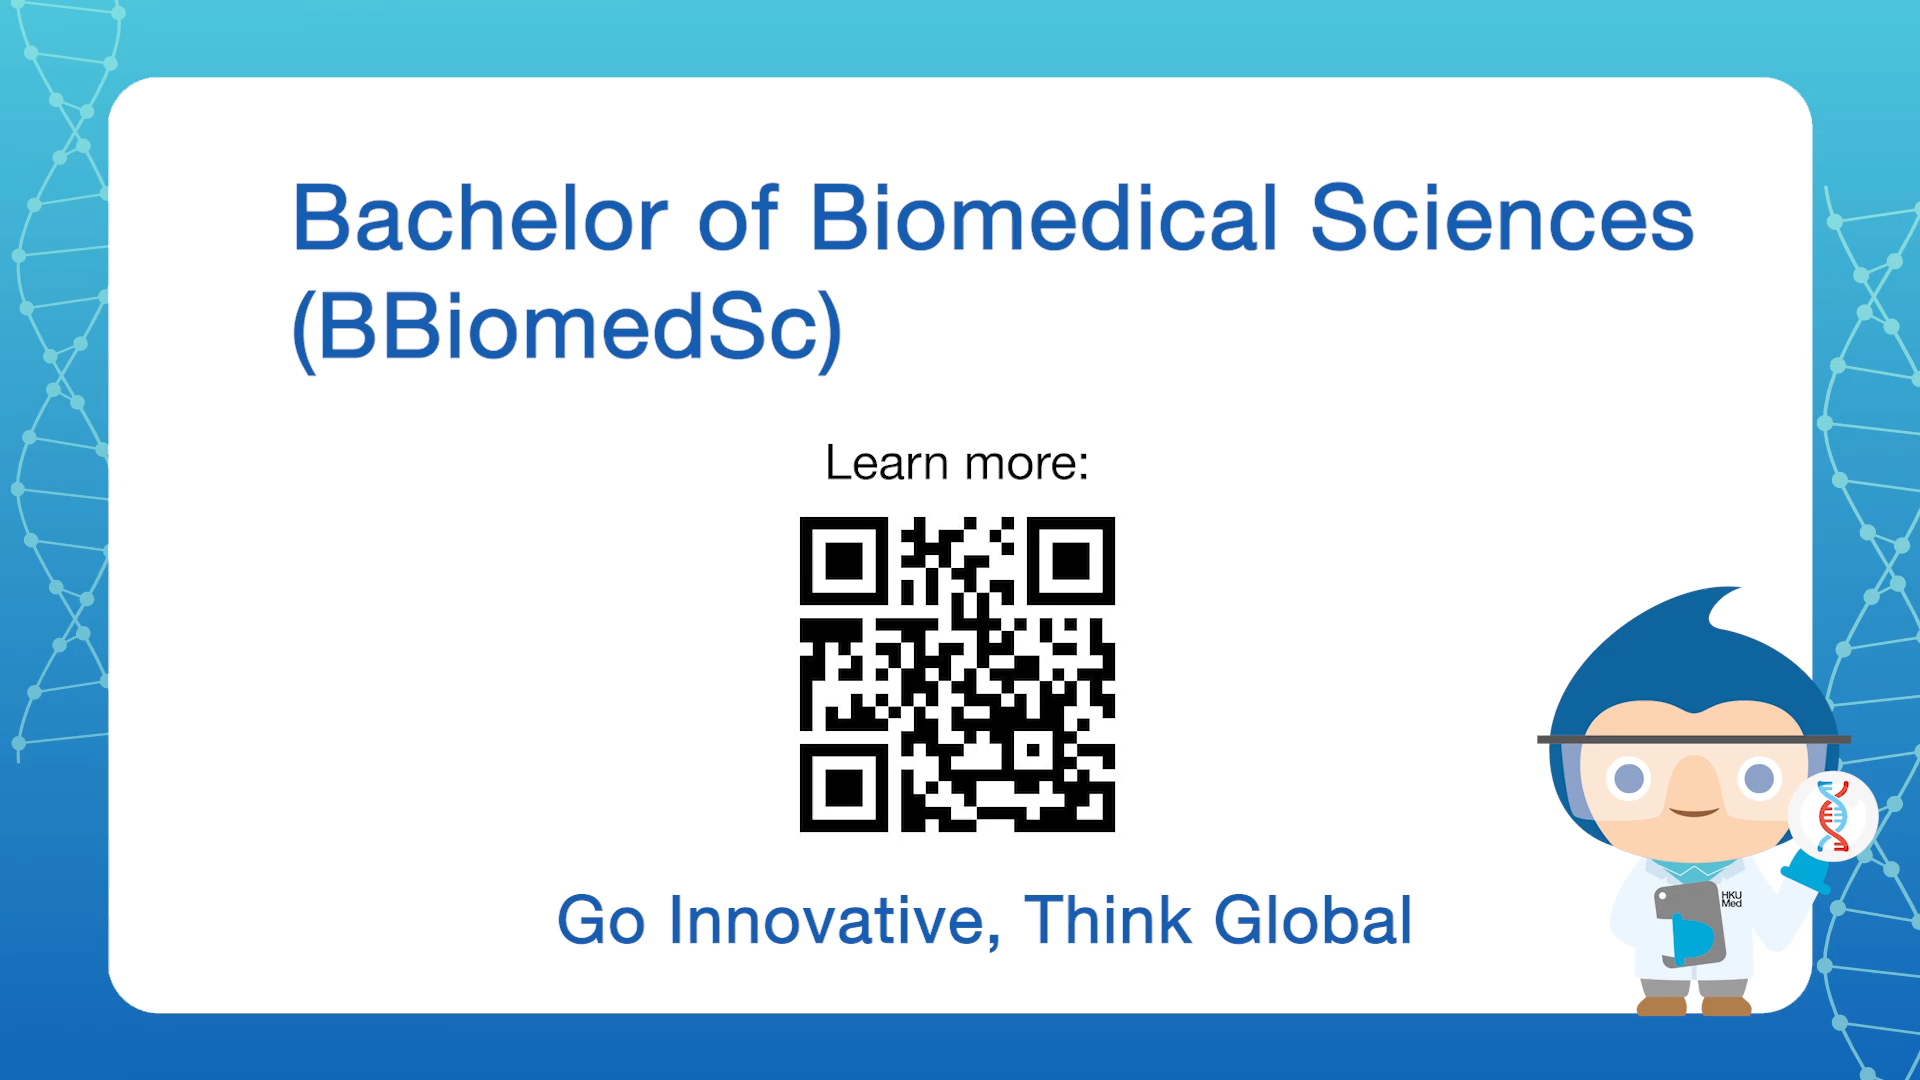 Bachelor of Biomedical Sciences
(BBiomedSc)
Learn more:
Go Innovative, Think Global
HKU
Med